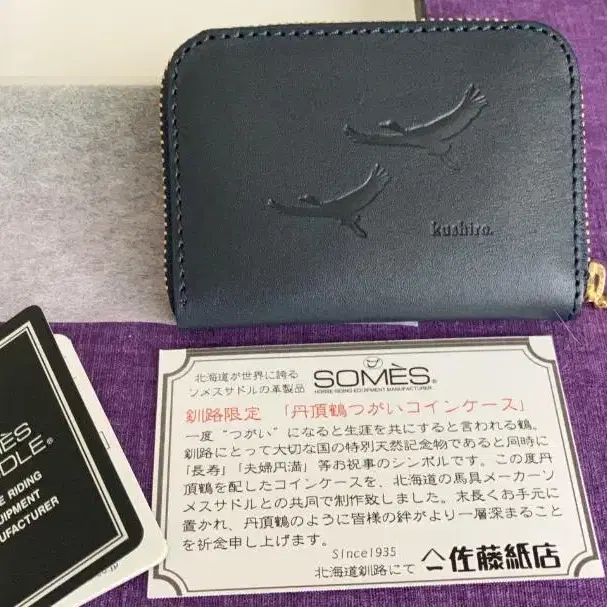 kushiro.
北海道が世界に誇る
ソメスサドルの革製品
SOMÈS®
HORSE RIDING EQUIPMENT MANUFACTURER
釧路限定 「丹頂鶴つがいコインケース」
一度“つがい”になると生涯を共にすると言われる鶴。
釧路にとって大切な国の特別天然記念物であると同時に
「長寿」「夫婦円満」等お祝事のシンボルです。この度丹
頂鶴を配したコインケースを、北海道の馬具メーカーソ
メスサドルとの共同で制作致しました。末長くお手元に
置かれ、丹頂鶴のように皆様の絆がより一層深まること
を祈念申し上げます。
Since1935
北海道釧路にて
佐藤紙店
MÈS
DLE®
RIDING
UIPMENT
UFACTURER